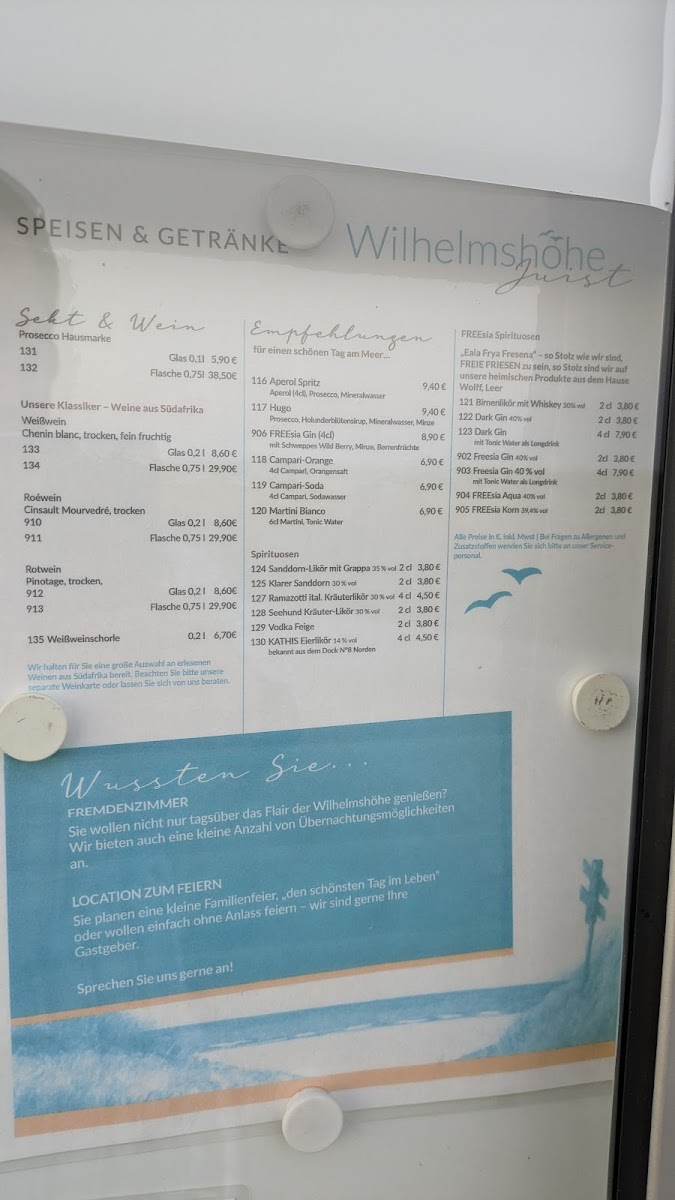 SPEISEN & GETRÄNKE
Wilhelmshöhe
Juist
Sekt & Wein
Prosecco Hausmarke
131 Glas 0,1l 5,90 €
132 Flasche 0,75l 38,50€
Unsere Klassiker – Weine aus Südafrika
Weißwein
Chenin blanc, trocken, fein fruchtig
133 Glas 0,2 l 8,60 €
134 Flasche 0,75 l 29,90€
Roéwein
Cinsault Mourvedré, trocken
910 Glas 0,2 l 8,60€
911 Flasche 0,75 l 29,90€
Rotwein
Pinotage, trocken,
912 Glas 0,2 l 8,60€
913 Flasche 0,75 l 29,90€
135 Weißweinschorle 0,2 l 6,70€
Wir halten für Sie eine große Auswahl an erlesenen
Weinen aus Südafrika bereit. Beachten Sie bitte unsere
separate Weinkarte oder lassen Sie sich von uns beraten.
Empfehlungen
für einen schönen Tag am Meer...
116 Aperol Spritz 9,40 €
Aperol (4cl), Prosecco, Mineralwasser
117 Hugo 9,40 €
Prosecco, Holunderblütensirup, Mineralwasser, Minze
906 FREEsia Gin (4cl) 8,90 €
mit Schweppes Wild Berry, Minze, Beerenfrüchte
118 Campari-Orange 6,90 €
4cl Campari, Orangensaft
119 Campari-Soda 6,90 €
4cl Campari, Sodawasser
120 Martini Bianco 6,90 €
6cl Martini, Tonic Water
Spirituosen
124 Sanddorn-Likör mit Grappa 35 % vol 2 cl 3,80 €
125 Klarer Sanddorn 30 % vol 2 cl 3,80 €
127 Ramazotti ital. Kräuterlikör 30 % vol 4 cl 4,50 €
128 Seehund Kräuter-Likör 30 % vol 2 cl 3,80 €
129 Vodka Feige 2 cl 3,80 €
130 KATHIS Eierlikör 14 % vol 4 cl 4,50 €
bekannt aus dem Dock N°8 Norden
FREEsia Spirituosen
„Eala Frya Fresena“ – so Stolz wie wir sind,
FREIE FRIESEN zu sein, so Stolz sind wir auf
unsere heimischen Produkte aus dem Hause
Wolff, Leer
121 Birnenlikör mit Whiskey 30% vol 2 cl 3,80 €
122 Dark Gin 40% vol 2 cl 3,80 €
123 Dark Gin 4 cl 7,90 €
mit Tonic Water als Longdrink
902 Freesia Gin 40% vol 2cl 3,80 €
903 Freesia Gin 40 % vol 4cl 7,90 €
mit Tonic Water als Longdrink
904 FREEsia Aqua 40% vol 2cl 3,80 €
905 FREEsia Korn 39,4% vol 2cl 3,80 €
Alle Preise in €, inkl. Mwst | Bei Fragen zu Allergenen und
Zusatzstoffen wenden Sie sich bitte an unser Service-
personal.
Wussten Sie...
FREMDENZIMMER
Sie wollen nicht nur tagsüber das Flair der Wilhelmshöhe genießen?
Wir bieten auch eine kleine Anzahl von Übernachtungsmöglichkeiten
an.
LOCATION ZUM FEIERN
Sie planen eine kleine Familienfeier, „den schönsten Tag im Leben“
oder wollen einfach ohne Anlass feiern – wir sind gerne Ihre
Gastgeber.
Sprechen Sie uns gerne an!